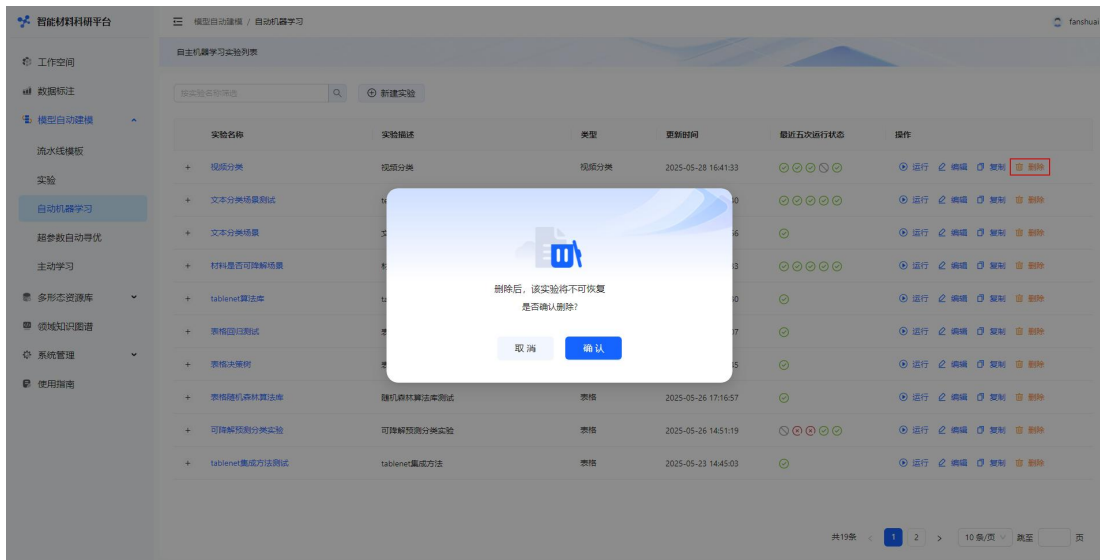 智能材料科研平台
模型自动建模 / 自动机器学习
fanshuai
工作空间
数据标注
模型自动建模
流水线模板
实验
自动机器学习
超参数自动寻优
主动学习
多形态资源库
领域知识图谱
系统管理
使用指南
自主机器学习实验列表
按实验名称筛选
新建实验
实验名称 实验描述 类型 更新时间 最近五次运行状态 操作
+ 视频分类 视频分类 视频分类 2025-05-28 16:41:33 运行 编辑 复制 删除
+ 文本分类场景测试 运行 编辑 复制 删除
+ 文本分类场景 运行 编辑 复制 删除
+ 材料是否可降解场景 运行 编辑 复制 删除
+ tablenet算法库 运行 编辑 复制 删除
+ 表格回归测试 运行 编辑 复制 删除
+ 表格决策树 运行 编辑 复制 删除
+ 表格随机森林算法库 随机森林算法库测试 表格 2025-05-26 17:16:57 运行 编辑 复制 删除
+ 可降解预测分类实验 可降解预测分类实验 表格 2025-05-26 14:51:19 运行 编辑 复制 删除
+ tablenet集成方法测试 tablenet集成方法 表格 2025-05-23 14:45:03 运行 编辑 复制 删除
删除后，该实验将不可恢复
是否确认删除?
取消 确认
共19条 < 1 2 > 10条/页 跳至 页